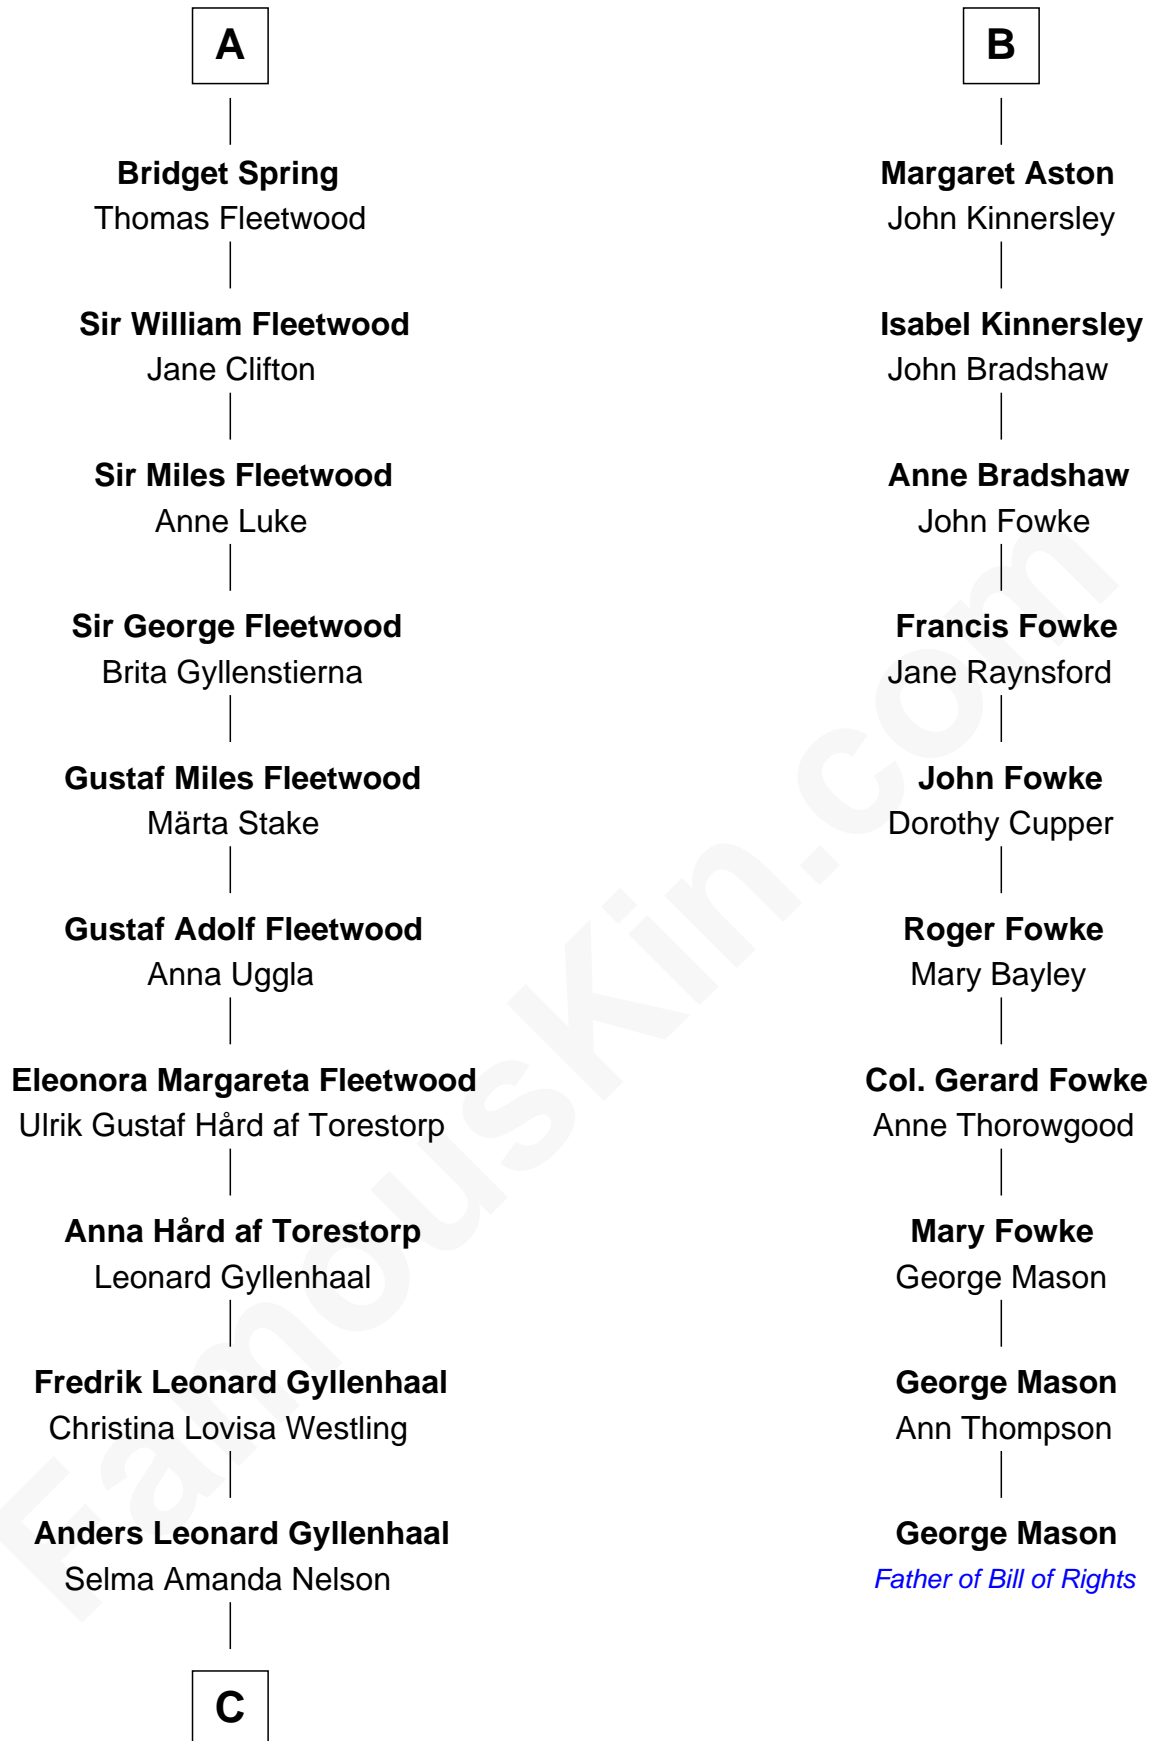 A
Bridget Spring
Thomas Fleetwood
Sir William Fleetwood
Jane Clifton
Sir Miles Fleetwood
Anne Luke
Sir George Fleetwood
Brita Gyllenstierna
Gustaf Miles Fleetwood
Märta Stake
Gustaf Adolf Fleetwood
Anna Uggla
Eleonora Margareta Fleetwood
Ulrik Gustaf Hård af Torestorp
Anna Hård af Torestorp
Leonard Gyllenhaal
Fredrik Leonard Gyllenhaal
Christina Lovisa Westling
Anders Leonard Gyllenhaal
Selma Amanda Nelson
C
B
Margaret Aston
John Kinnersley
Isabel Kinnersley
John Bradshaw
Anne Bradshaw
John Fowke
Francis Fowke
Jane Raynsford
John Fowke
Dorothy Cupper
Roger Fowke
Mary Bayley
Col. Gerard Fowke
Anne Thorowgood
Mary Fowke
George Mason
George Mason
Ann Thompson
George Mason
Father of Bill of Rights
FamousKin.com